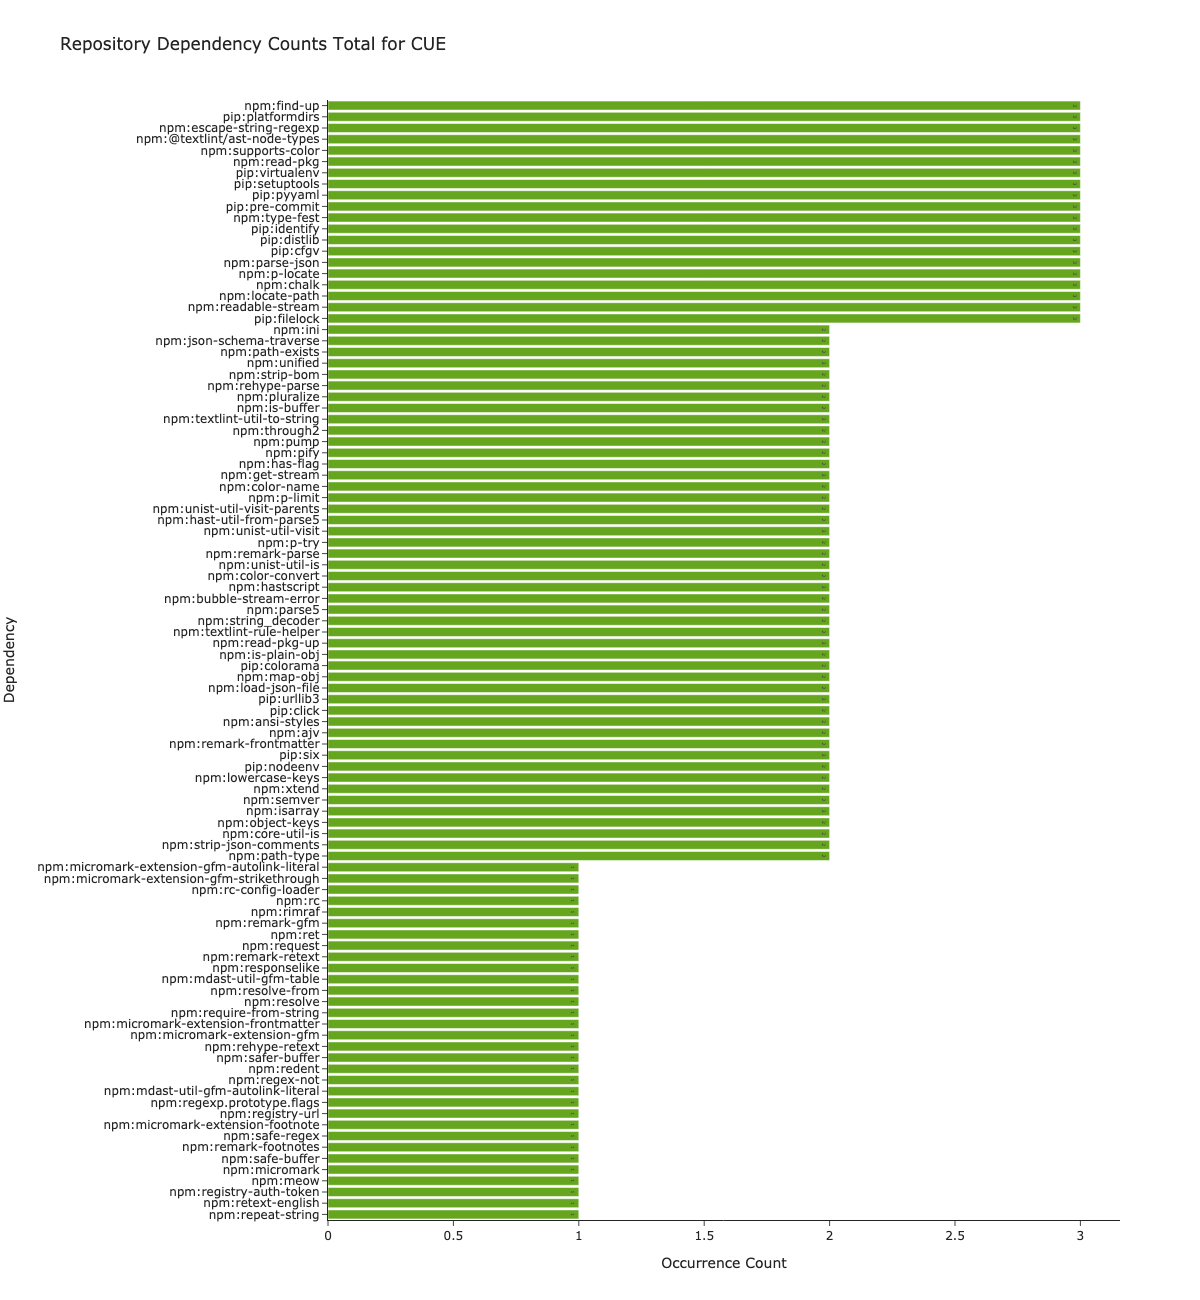 Repository Dependency Counts Total for CUE
npm:find-up
pip:platformdirs
npm:escape-string-regexp
npm:@textlint/ast-node-types
npm:supports-color
npm:read-pkg
pip:virtualenv
pip:setuptools
pip:pyyaml
pip:pre-commit
npm:type-fest
pip:identify
pip:distlib
pip:cfgv
npm:parse-json
npm:p-locate
npm:chalk
npm:locate-path
npm:readable-stream
pip:filelock
npm:ini
npm:json-schema-traverse
npm:path-exists
npm:unified
npm:strip-bom
npm:rehype-parse
npm:pluralize
npm:is-buffer
npm:textlint-util-to-string
npm:through2
npm:pump
npm:pify
npm:has-flag
npm:get-stream
npm:color-name
npm:p-limit
npm:unist-util-visit-parents
npm:hast-util-from-parse5
npm:unist-util-visit
npm:p-try
npm:remark-parse
npm:unist-util-is
npm:color-convert
npm:hastscript
npm:bubble-stream-error
npm:parse5
npm:string_decoder
npm:textlint-rule-helper
npm:read-pkg-up
npm:is-plain-obj
pip:colorama
npm:map-obj
npm:load-json-file
pip:urllib3
pip:click
npm:ansi-styles
npm:ajv
npm:remark-frontmatter
pip:six
pip:nodeenv
npm:lowercase-keys
npm:xtend
npm:semver
npm:isarray
npm:object-keys
npm:core-util-is
npm:strip-json-comments
npm:path-type
npm:micromark-extension-gfm-autolink-literal
npm:micromark-extension-gfm-strikethrough
npm:rc-config-loader
npm:rc
npm:rimraf
npm:remark-gfm
npm:ret
npm:request
npm:remark-retext
npm:responselike
npm:mdast-util-gfm-table
npm:resolve-from
npm:resolve
npm:require-from-string
npm:micromark-extension-frontmatter
npm:micromark-extension-gfm
npm:rehype-retext
npm:safer-buffer
npm:redent
npm:regex-not
npm:mdast-util-gfm-autolink-literal
npm:regexp.prototype.flags
npm:registry-url
npm:micromark-extension-footnote
npm:safe-regex
npm:remark-footnotes
npm:safe-buffer
npm:micromark
npm:meow
npm:registry-auth-token
npm:retext-english
npm:repeat-string
0 0.5 1 1.5 2 2.5 3
Occurrence Count
Dependency